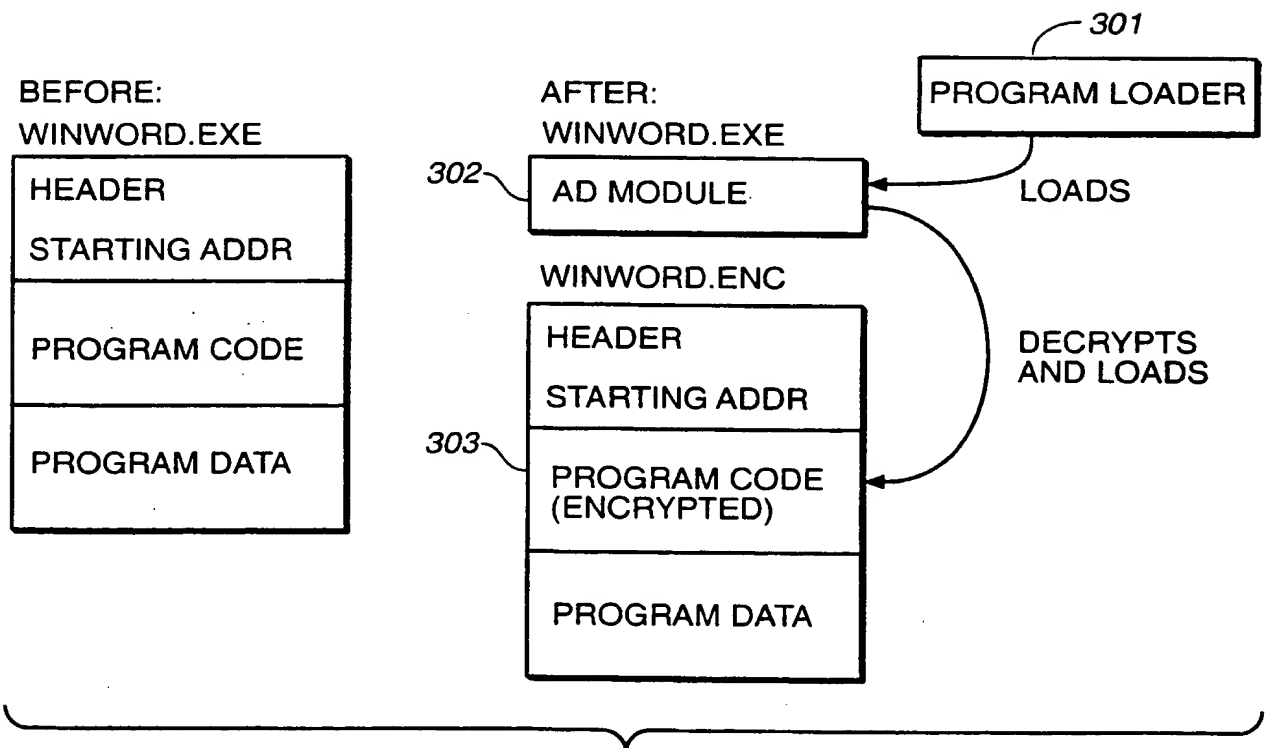 301
PROGRAM LOADER
BEFORE:
WINWORD.EXE
HEADER
STARTING ADDR
PROGRAM CODE
PROGRAM DATA
AFTER:
WINWORD.EXE
302
AD MODULE
LOADS
WINWORD.ENC
HEADER
STARTING ADDR
DECRYPTS
AND LOADS
303
PROGRAM CODE
(ENCRYPTED)
PROGRAM DATA